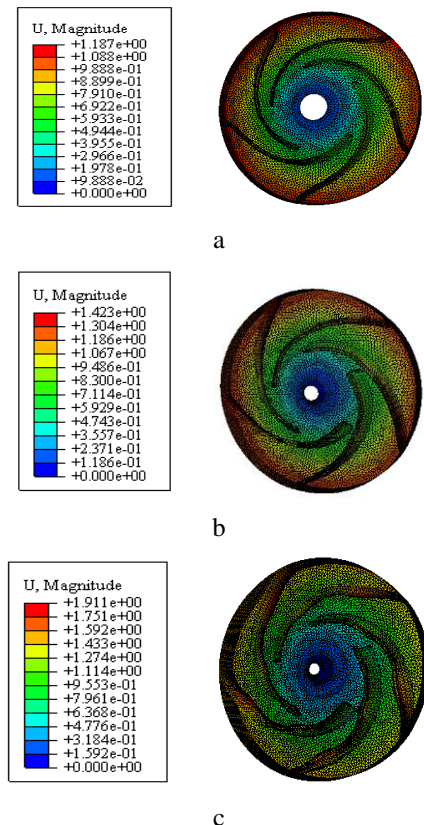 U, Magnitude
+1.187e+00
+1.088e+00
+9.888e-01
+8.899e-01
+7.910e-01
+6.922e-01
+5.933e-01
+4.944e-01
+3.955e-01
+2.966e-01
+1.978e-01
+9.888e-02
+0.000e+00
a
U, Magnitude
+1.423e+00
+1.304e+00
+1.186e+00
+1.067e+00
+9.486e-01
+8.300e-01
+7.114e-01
+5.929e-01
+4.743e-01
+3.557e-01
+2.371e-01
+1.186e-01
+0.000e+00
b
U, Magnitude
+1.911e+00
+1.751e+00
+1.592e+00
+1.433e+00
+1.274e+00
+1.114e+00
+9.553e-01
+7.961e-01
+6.368e-01
+4.776e-01
+3.184e-01
+1.592e-01
+0.000e+00
c